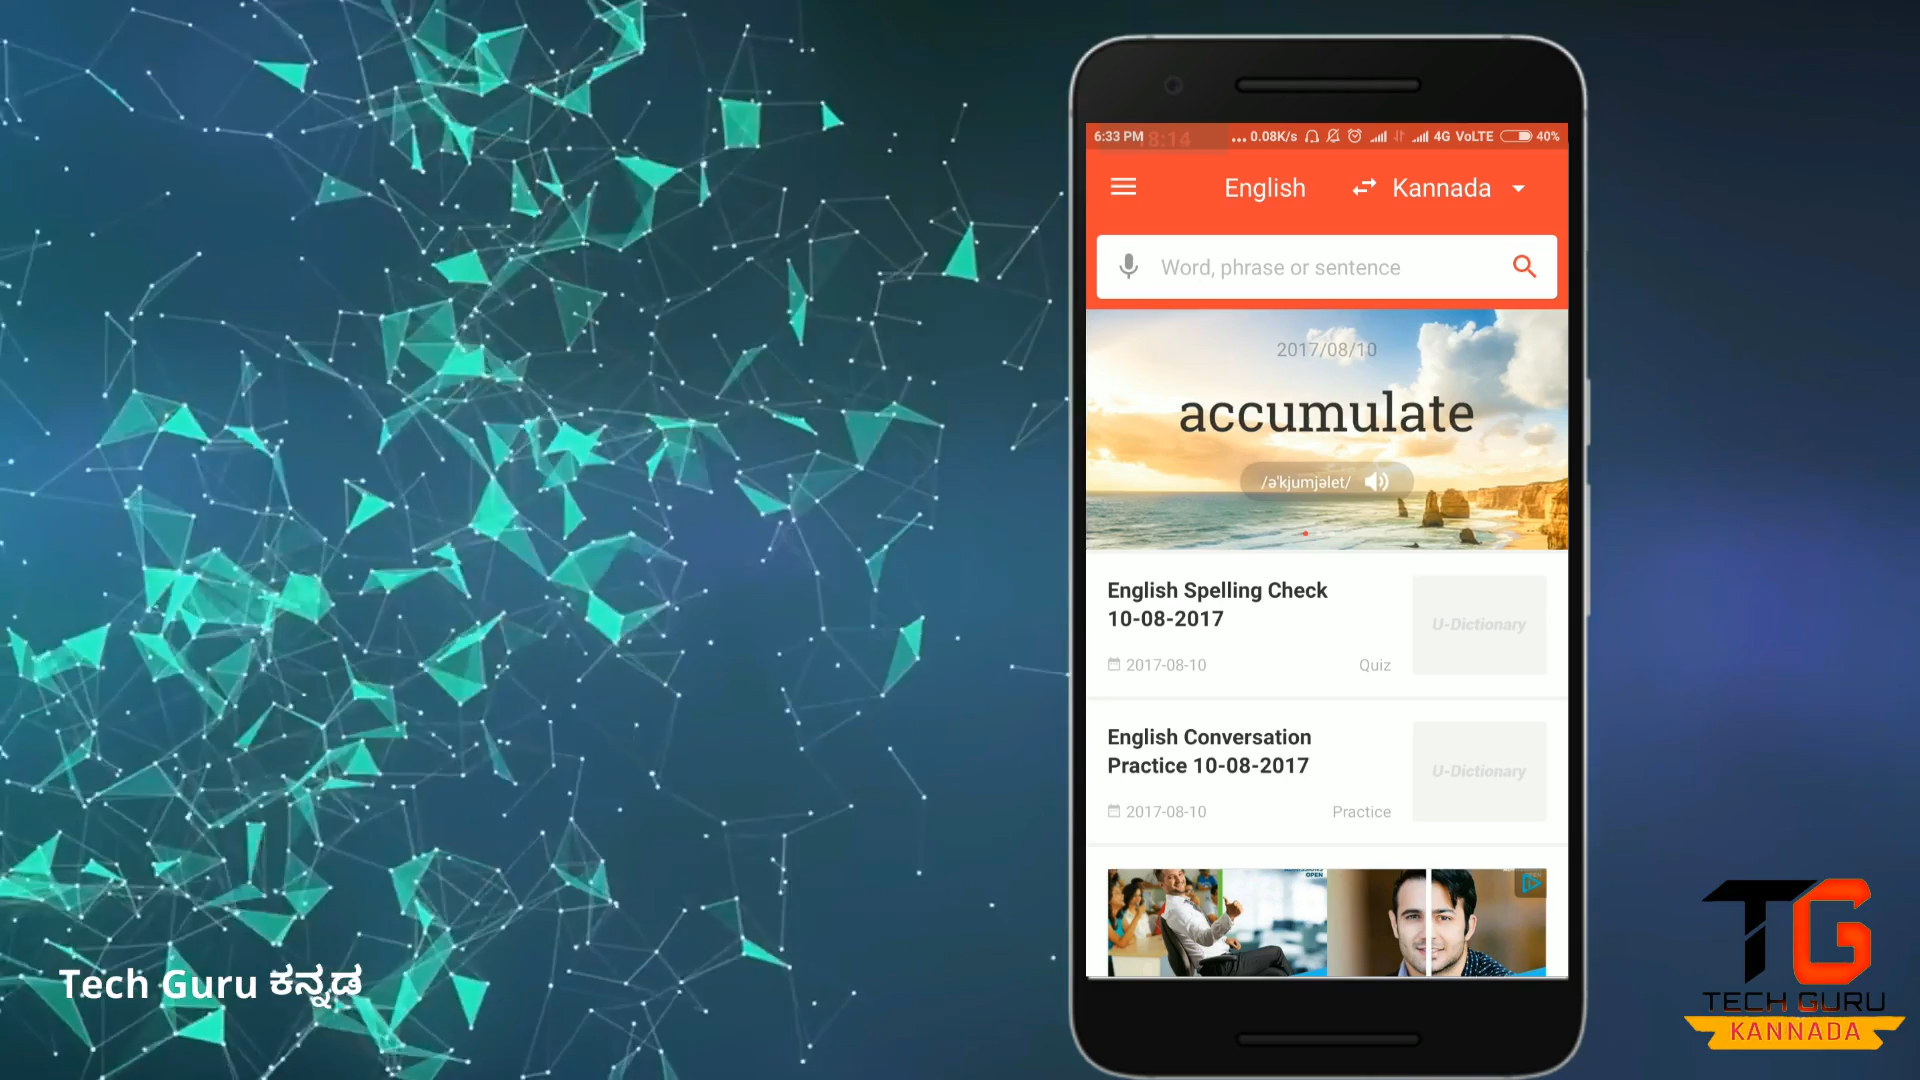 6:33 PM
... 0.08K/s
4G VoLTE
40%
English
Kannada
Word, phrase or sentence
2017/08/10
accumulate
/ə'kjumjəlet/
English Spelling Check
10-08-2017
2017-08-10
Quiz
U-Dictionary
English Conversation
Practice 10-08-2017
2017-08-10
Practice
U-Dictionary
OPEN
Tech Guru ಕನ್ನಡ
TG
TECH GURU
KANNADA